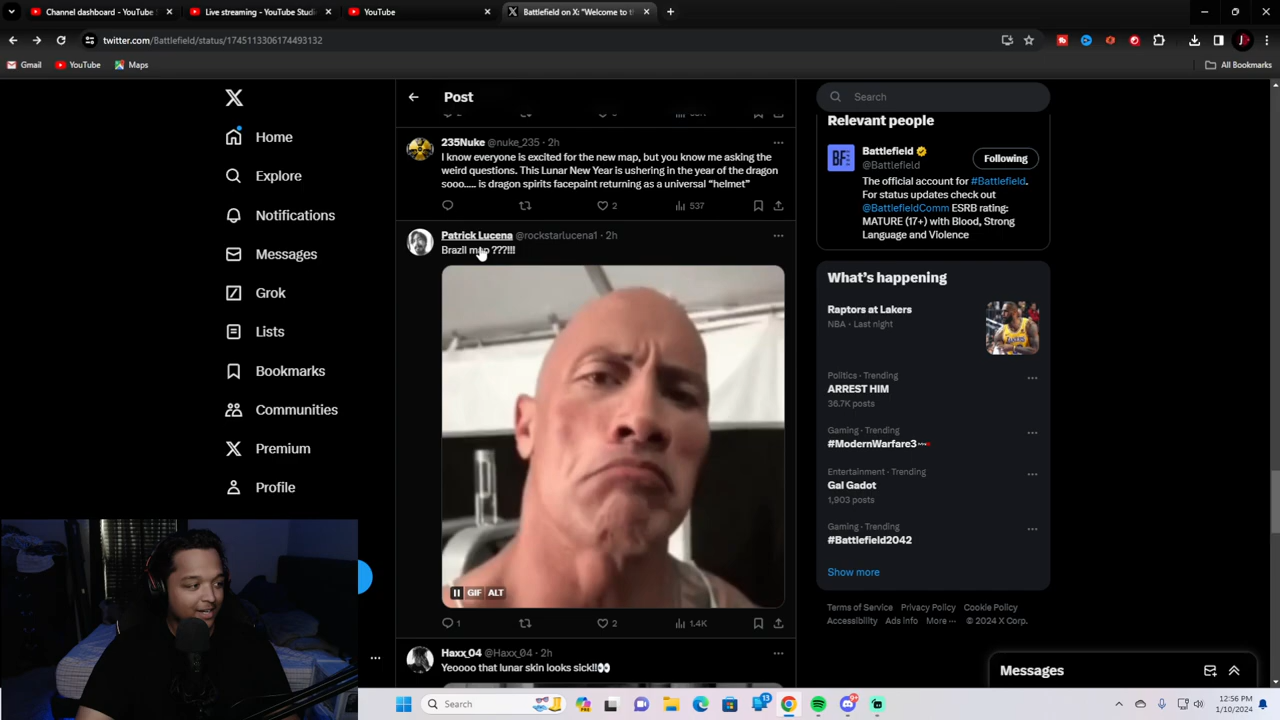 Channel dashboard - YouTube S
Live streaming - YouTube Studi
YouTube
Battlefield on X: "Welcome to th
twitter.com/Battlefield/status/1745113306174493132
Gmail
YouTube
Maps
All Bookmarks
Home
Explore
Notifications
Messages
Grok
Lists
Bookmarks
Communities
Premium
Profile
Post
235Nuke @nuke_235 · 2h
I know everyone is excited for the new map, but you know me asking the
weird questions. This Lunar New Year is ushering in the year of the dragon
sooo..... is dragon spirits facepaint returning as a universal "helmet"
2
537
Patrick Lucena @rockstarlucena1 · 2h
Brazil map ???!!!
GIF
ALT
1
2
1.4K
Haxx_04 @Haxx_04 · 2h
Yeoooo that lunar skin looks sick!!
Search
Relevant people
Battlefield
@Battlefield
Following
The official account for #Battlefield.
For status updates check out
@BattlefieldComm ESRB rating:
MATURE (17+) with Blood, Strong
Language and Violence
What's happening
Raptors at Lakers
NBA · Last night
Politics · Trending
ARREST HIM
36.7K posts
Gaming · Trending
#ModernWarfare3
Entertainment · Trending
Gal Gadot
1,903 posts
Gaming · Trending
#Battlefield2042
Show more
Terms of Service Privacy Policy Cookie Policy
Accessibility Ads info More ··· © 2024 X Corp.
Messages
Search
12:56 PM
1/10/2024